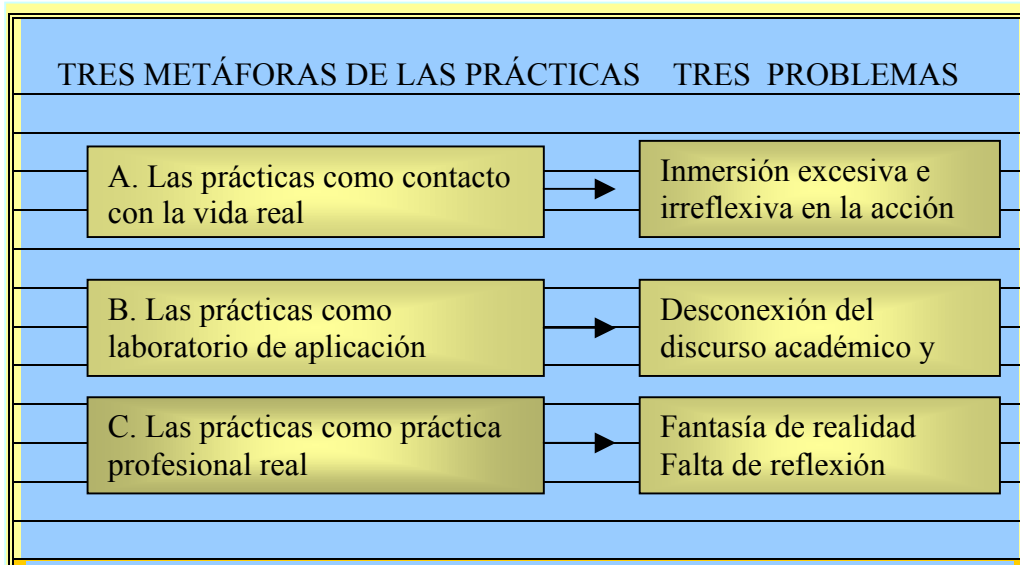 TRES METÁFORAS DE LAS PRÁCTICAS TRES PROBLEMAS
A. Las prácticas como contacto
con la vida real
Inmersión excesiva e
irreflexiva en la acción
B. Las prácticas como
laboratorio de aplicación
Desconexión del
discurso académico y
C. Las prácticas como práctica
profesional real
Fantasía de realidad
Falta de reflexión